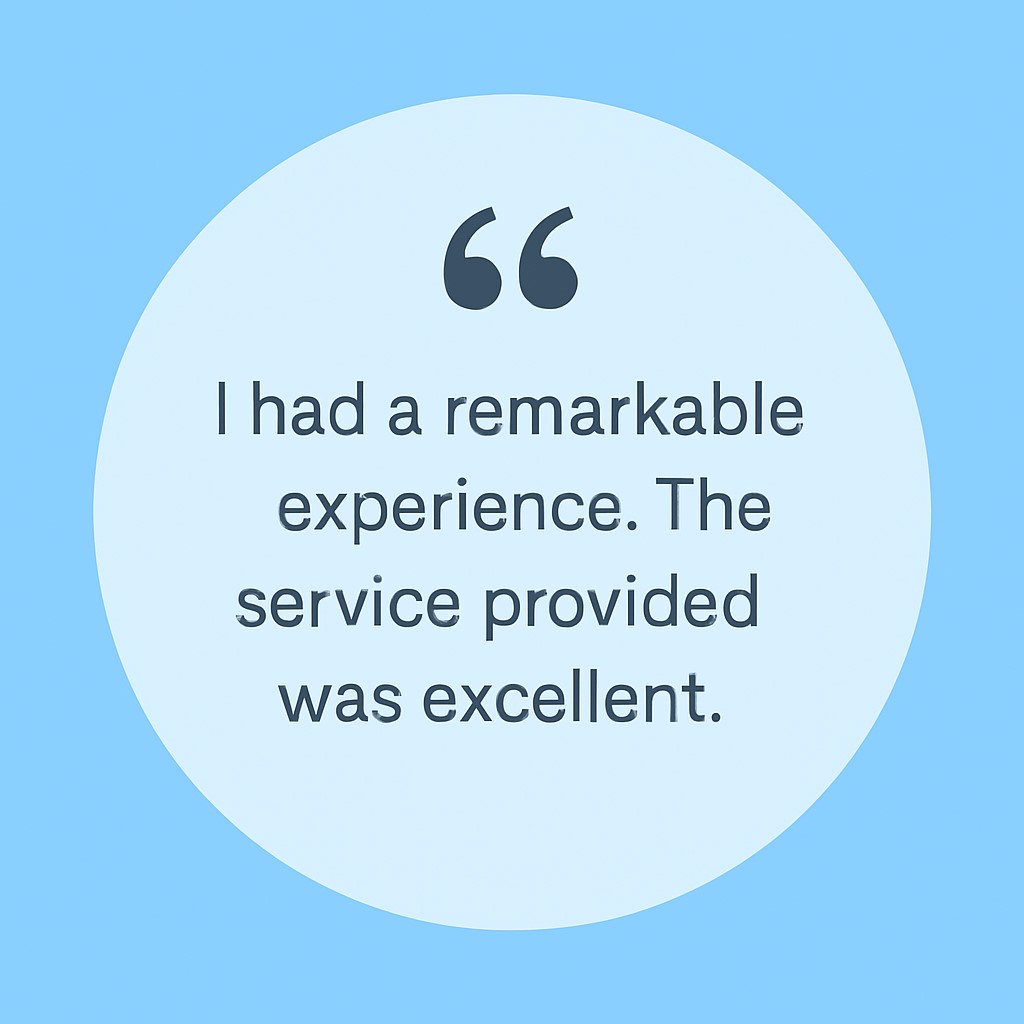 “
I had a remarkable
experience. The
service provided
was excellent.